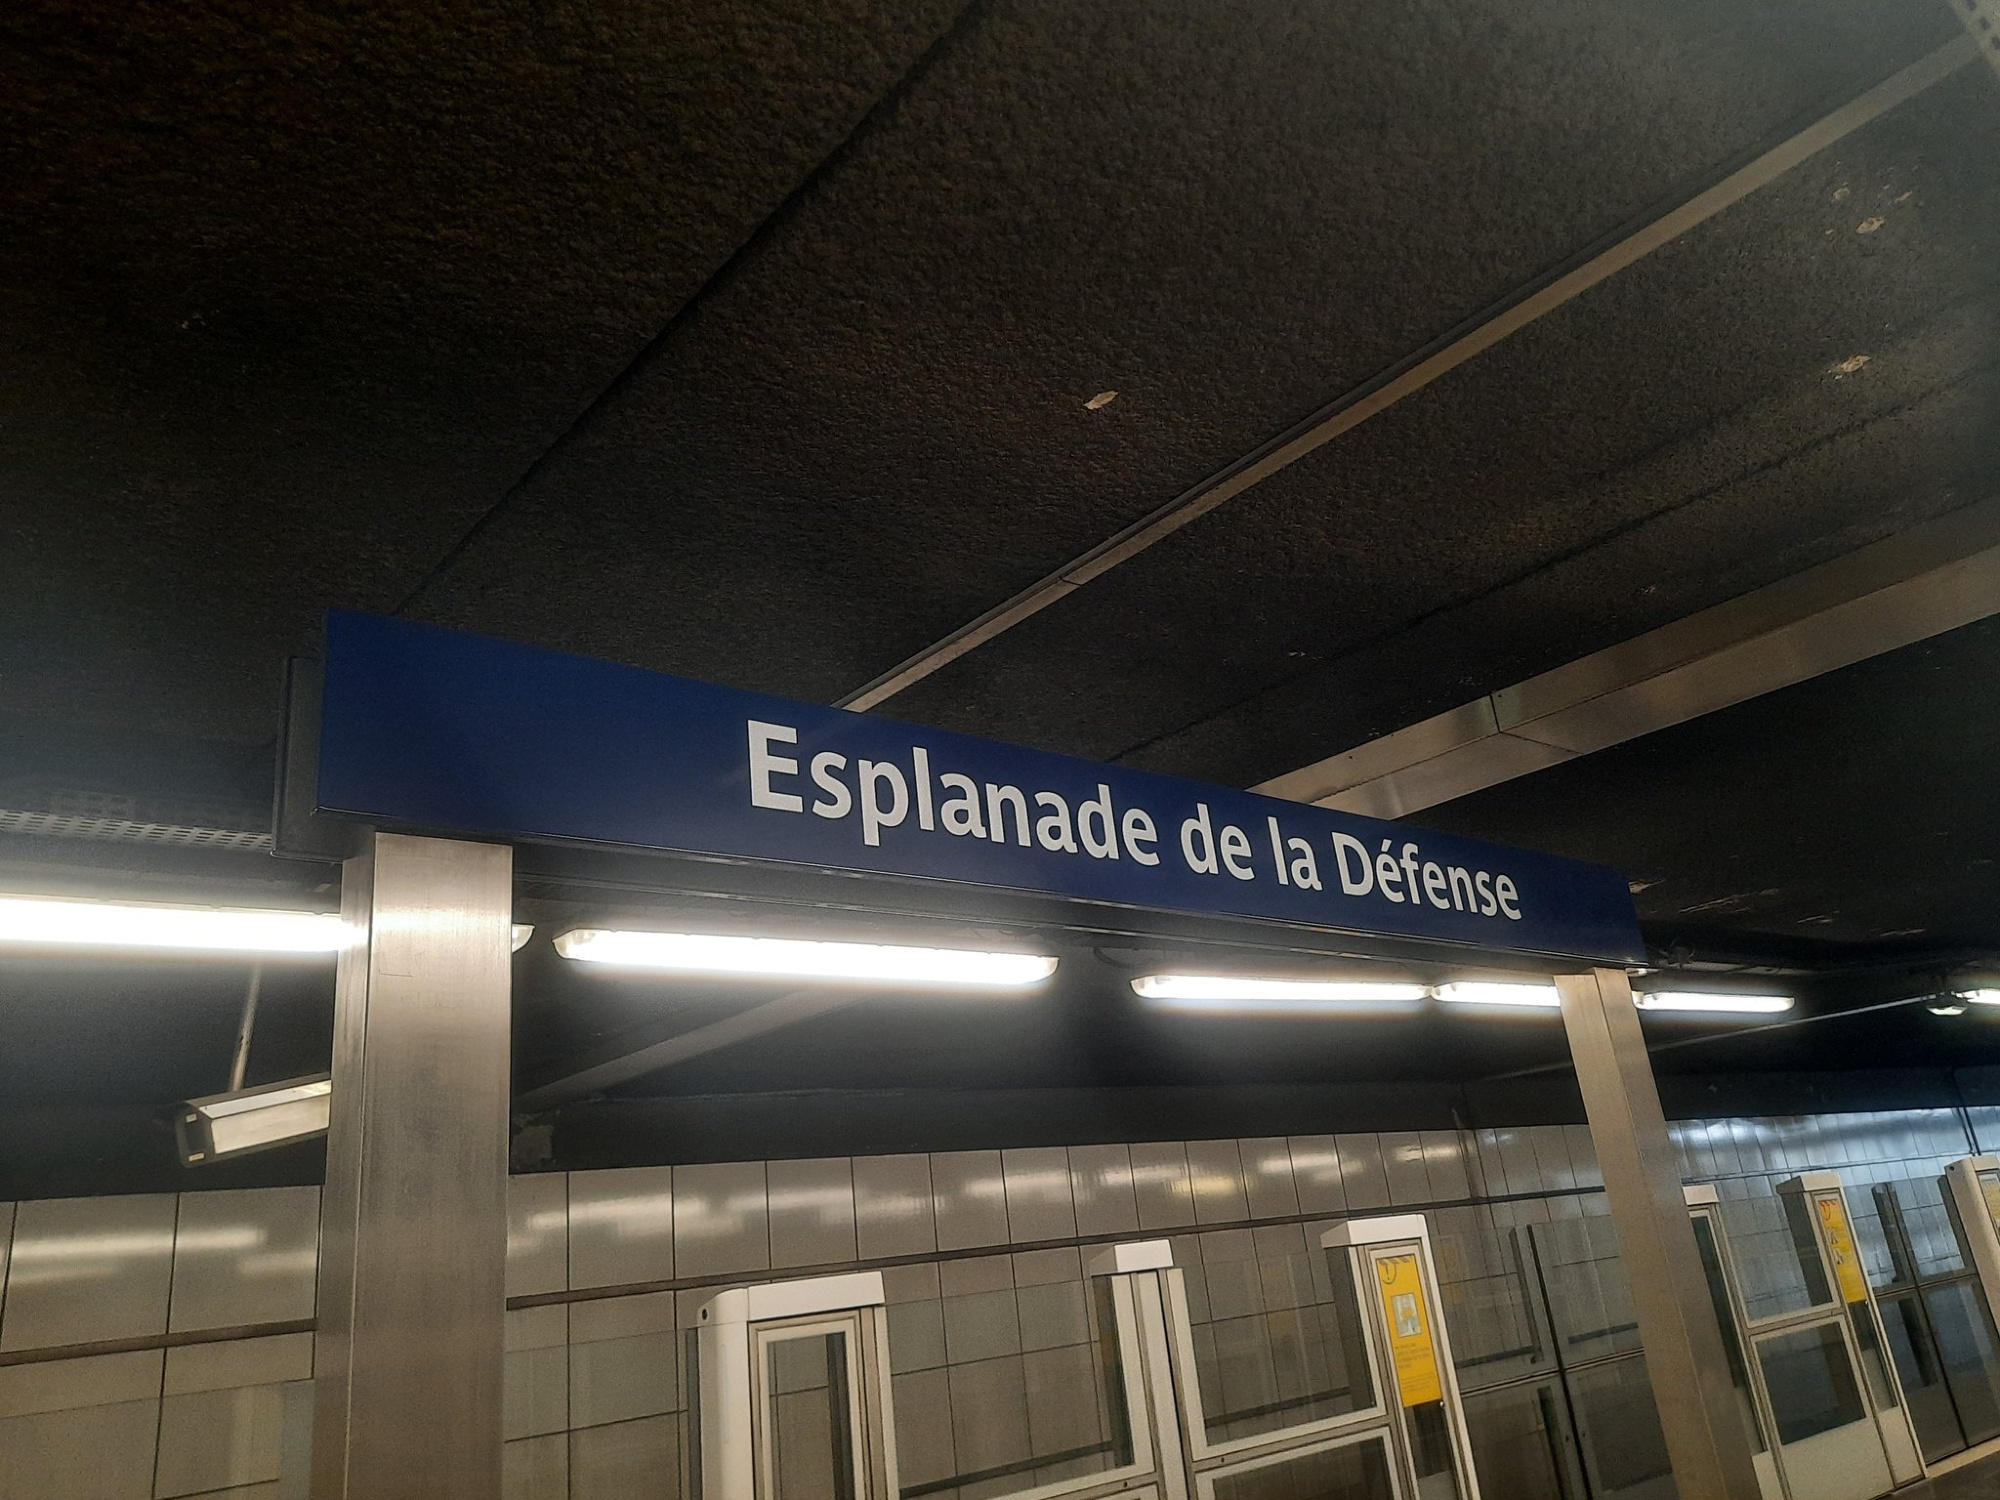 Esplanade de la Défense